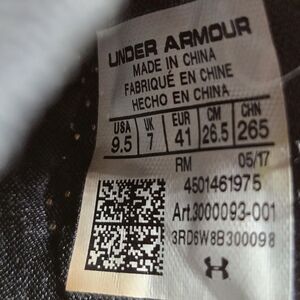 UNDER ARMOUR
MADE IN CHINA
FABRIQUÉ EN CHINE
HECHO EN CHINA
USA UK EUR CM CHN
9.5 7 41 26.5 265
RM 05/17
4501461975
Art.3000093-001
3RD6W8B300098